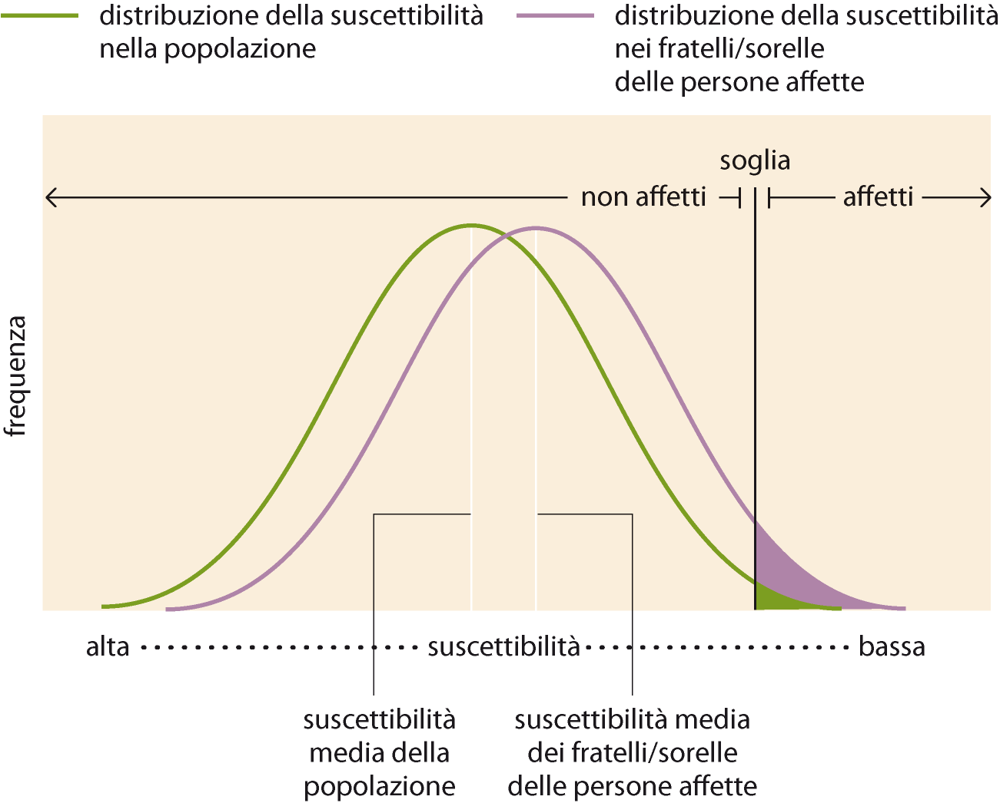 distribuzione della suscettibilità
nella popolazione
distribuzione della suscettibilità
nei fratelli/sorelle
delle persone affette
soglia
non affetti
affetti
frequenza
alta
suscettibilità
bassa
suscettibilità
media della
popolazione
suscettibilità media
dei fratelli/sorelle
delle persone affette